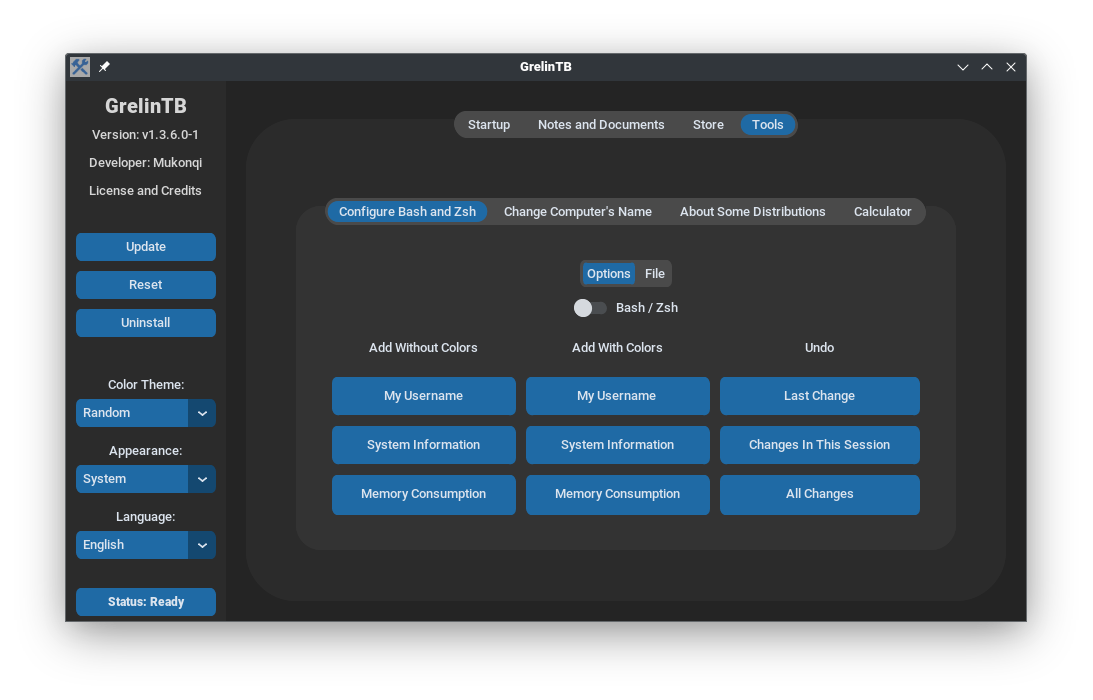 GrelinTB
GrelinTB
Version: v1.3.6.0-1
Developer: Mukonqi
License and Credits
Update
Reset
Uninstall
Color Theme:
Random
Appearance:
System
Language:
English
Status: Ready
Startup Notes and Documents Store Tools
Configure Bash and Zsh Change Computer's Name About Some Distributions Calculator
Options File
Bash / Zsh
Add Without Colors Add With Colors Undo
My Username My Username Last Change
System Information System Information Changes In This Session
Memory Consumption Memory Consumption All Changes